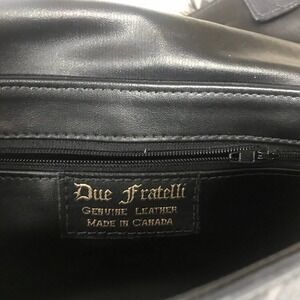 Due Fratelli
GENUINE LEATHER
MADE IN CANADA